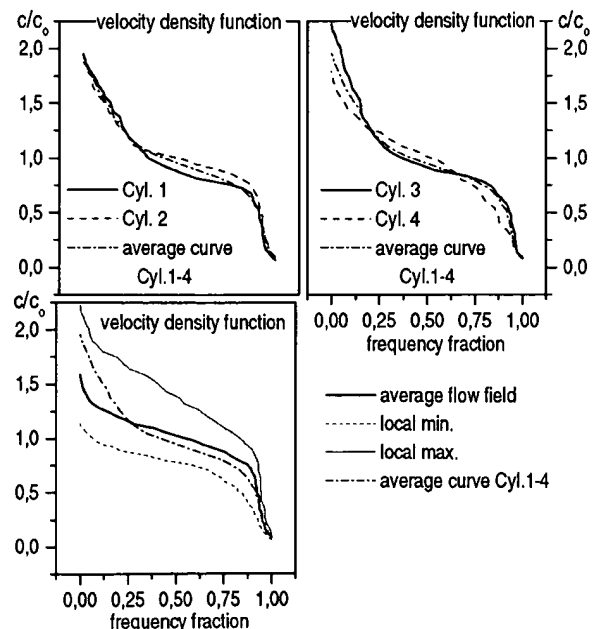 c/c₀
velocity density function
2,0
1,5
1,0
0,5
0,0
Cyl. 1
Cyl. 2
average curve
Cyl.1-4
velocity density function
c/c₀
2,0
1,5
1,0
0,5
0,0
Cyl. 3
Cyl. 4
average curve
Cyl.1-4
0,00 0,25 0,50 0,75 1,00
frequency fraction
c/c₀
velocity density function
2,0
1,5
1,0
0,5
0,0
0,00 0,25 0,50 0,75 1,00
frequency fraction
average flow field
local min.
local max.
average curve Cyl.1-4